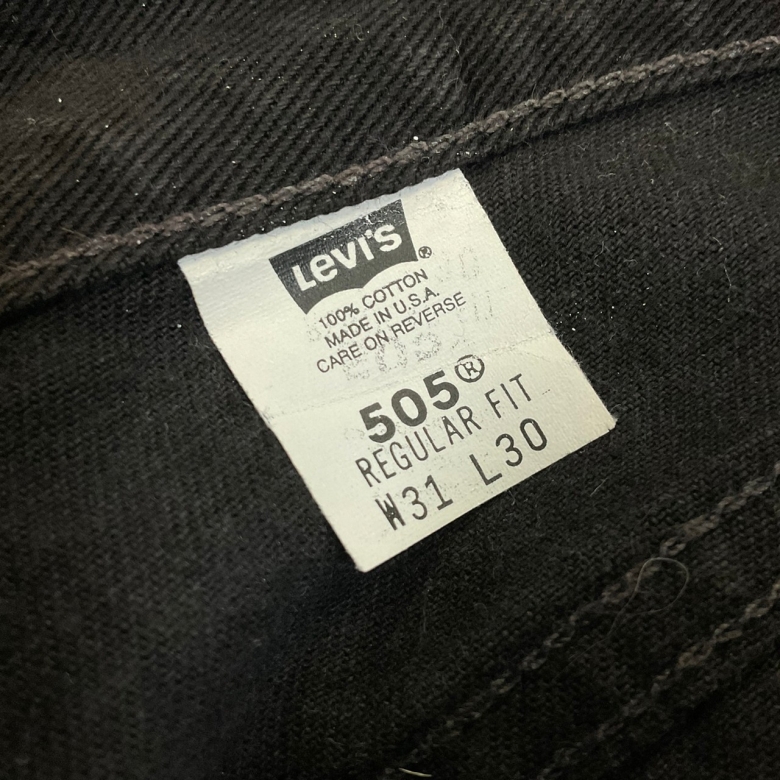 Levi's®
100% COTTON
MADE IN U.S.A.
CARE ON REVERSE
505®
REGULAR FIT
W31 L30